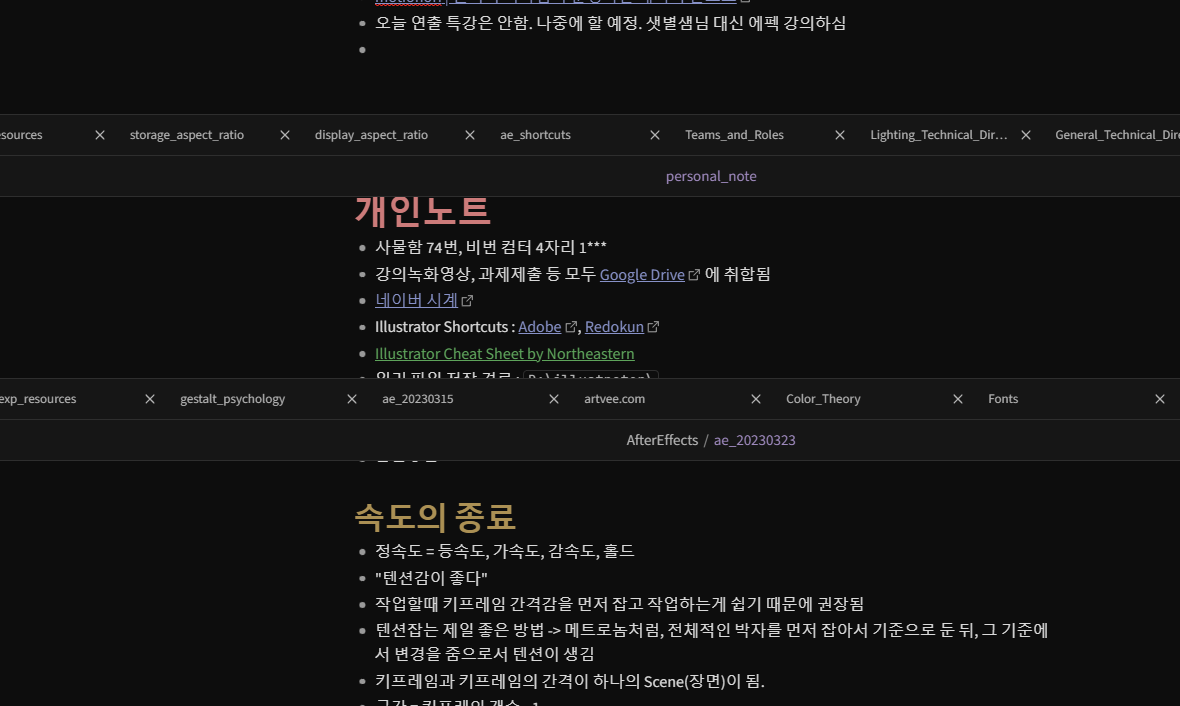 오늘 연출 특강은 안함. 나중에 할 예정. 샛별샘님 대신 에펙 강의하심
esources storage_aspect_ratio display_aspect_ratio ae_shortcuts Teams_and_Roles Lighting_Technical_Dir... General_Technical_Dire
personal_note
개인노트
사물함 74번, 비번 컴터 4자리 1***
강의녹화영상, 과제제출 등 모두 Google Drive 에 취합됨
네이버 시계
Illustrator Shortcuts : Adobe, Redokun
Illustrator Cheat Sheet by Northeastern
exp_resources gestalt_psychology ae_20230315 artvee.com Color_Theory Fonts
AfterEffects / ae_20230323
속도의 종료
정속도 = 등속도, 가속도, 감속도, 홀드
"텐션감이 좋다"
작업할때 키프레임 간격감을 먼저 잡고 작업하는게 쉽기 때문에 권장됨
텐션잡는 제일 좋은 방법 -> 메트로놈처럼, 전체적인 박자를 먼저 잡아서 기준으로 둔 뒤, 그 기준에
서 변경을 줌으로서 텐션이 생김
키프레임과 키프레임의 간격이 하나의 Scene(장면)이 됨.